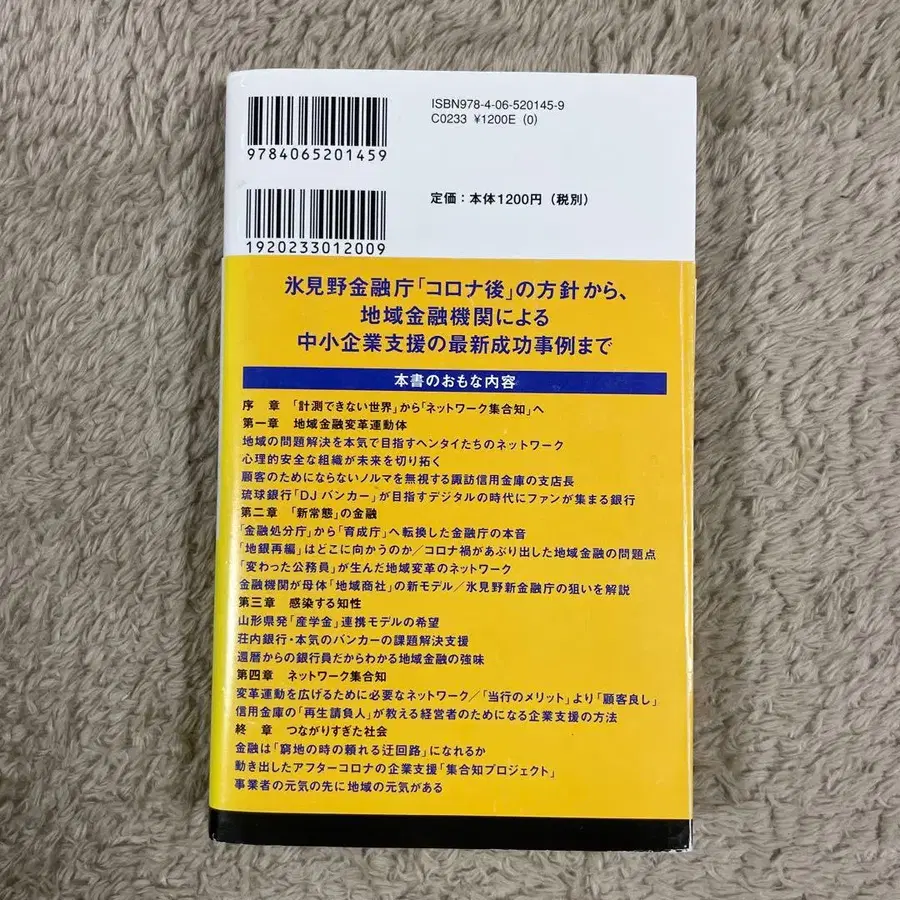 ISBN978-4-06-520145-9
C0233 ¥1200E (0)
9784065201459
定価：本体1200円（税別）
1920233012009
氷見野金融庁「コロナ後」の方針から、
地域金融機関による
中小企業支援の最新成功事例まで
本書のおもな内容
序　章　「計測できない世界」から「ネットワーク集合知」へ
第一章　地域金融変革運動体
地域の問題解決を本気で目指すヘンタイたちのネットワーク
心理的安全な組織が未来を切り拓く
顧客のためにならないノルマを無視する諏訪信用金庫の支店長
琉球銀行「DJバンカー」が目指すデジタルの時代にファンが集まる銀行
第二章　「新常態」の金融
「金融処分庁」から「育成庁」へ転換した金融庁の本音
「地銀再編」はどこに向かうのか／コロナ禍があぶり出した地域金融の問題点
「変わった公務員」が生んだ地域変革のネットワーク
金融機関が母体「地域商社」の新モデル／氷見野新金融庁の狙いを解説
第三章　感染する知性
山形県発「産学金」連携モデルの希望
荘内銀行・本気のバンカーの課題解決支援
還暦からの銀行員だからわかる地域金融の強味
第四章　ネットワーク集合知
変革運動を広げるために必要なネットワーク／「当行のメリット」より「顧客良し」
信用金庫の「再生請負人」が教える経営者のためになる企業支援の方法
終　章　つながりすぎた社会
金融は「窮地の時の頼れる迂回路」になれるか
動き出したアフターコロナの企業支援「集合知プロジェクト」
事業者の元気の先に地域の元気がある